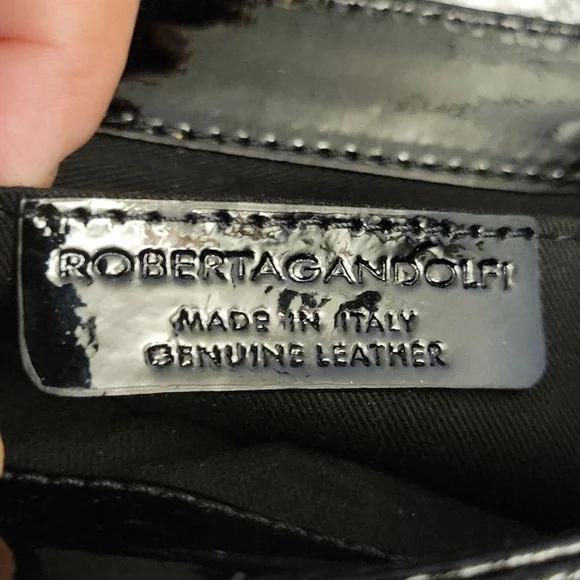 ROBERTAGANDOLFI
MADE IN ITALY
GENUINE LEATHER